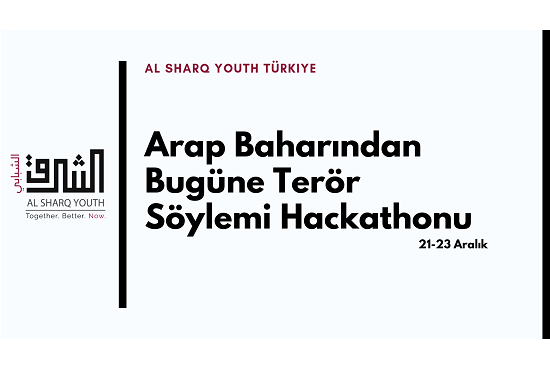 AL SHARQ YOUTH TÜRKIYE
Arap Baharından
Bugüne Terör
Söylemi Hackathonu
21-23 Aralık
الشرق
الشبابي
AL SHARQ YOUTH
Together. Better. Now.